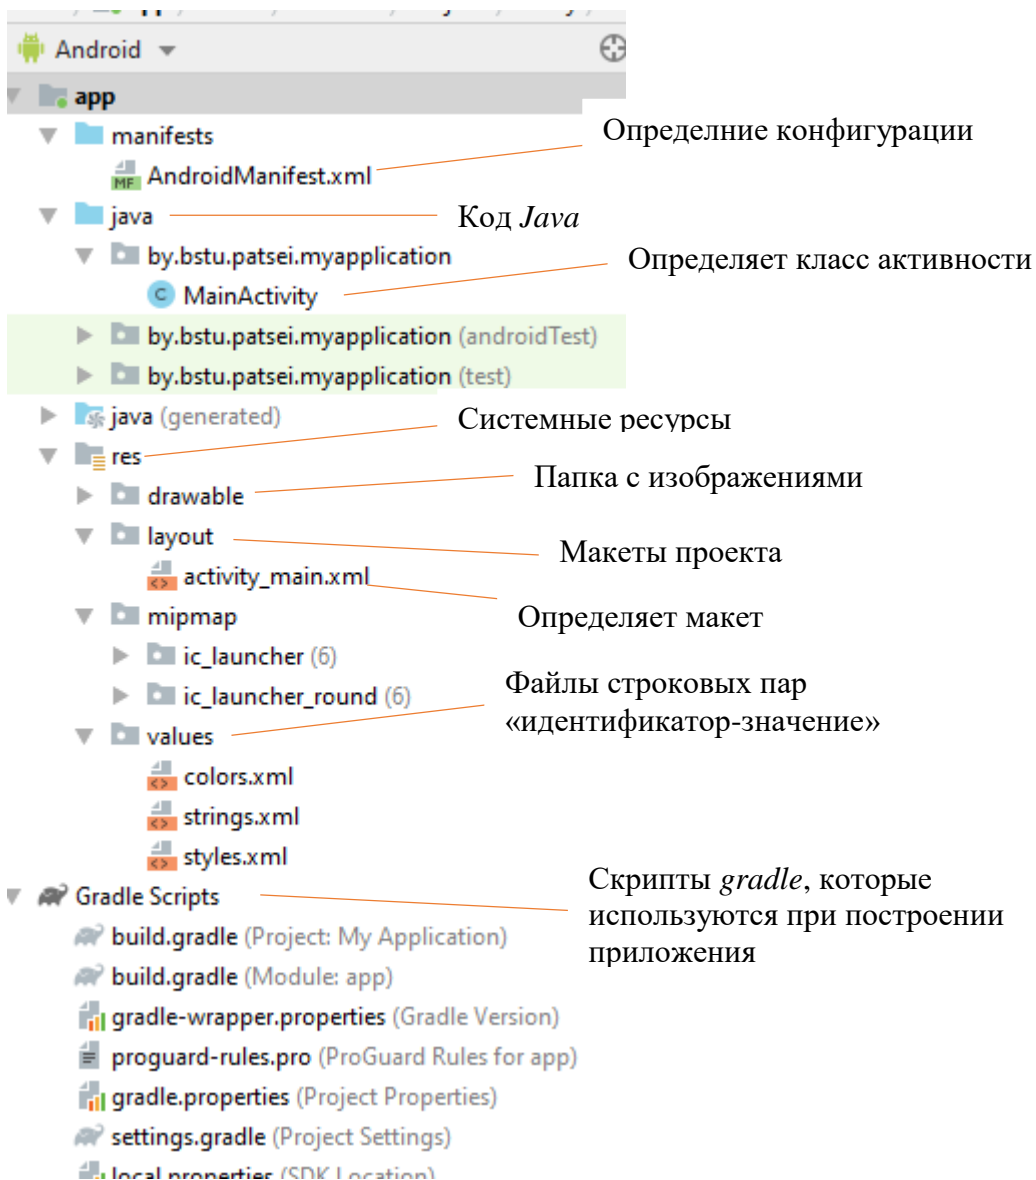 Android
app
manifests
Определние конфигурации
AndroidManifest.xml
java
Код Java
by.bstu.patsei.myapplication
Определяет класс активности
MainActivity
by.bstu.patsei.myapplication (androidTest)
by.bstu.patsei.myapplication (test)
java (generated)
Системные ресурсы
res
Папка с изображениями
drawable
layout
Макеты проекта
activity_main.xml
Определяет макет
mipmap
ic_launcher (6)
ic_launcher_round (6)
Файлы строковых пар
«идентификатор-значение»
values
colors.xml
strings.xml
styles.xml
Gradle Scripts
Скрипты gradle, которые
используются при построении
приложения
build.gradle (Project: My Application)
build.gradle (Module: app)
gradle-wrapper.properties (Gradle Version)
proguard-rules.pro (ProGuard Rules for app)
gradle.properties (Project Properties)
settings.gradle (Project Settings)
local.properties (SDK Location)